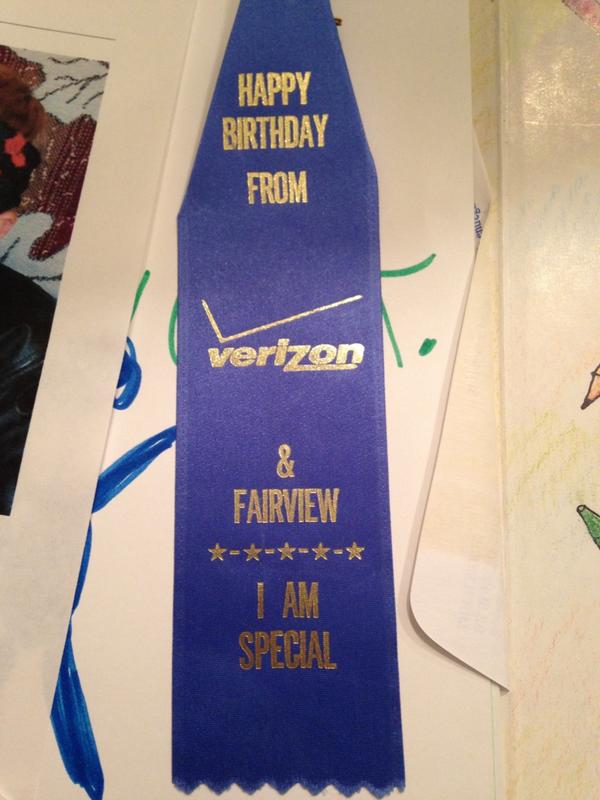 HAPPY
BIRTHDAY
FROM
verizon
&
FAIRVIEW
I AM
SPECIAL